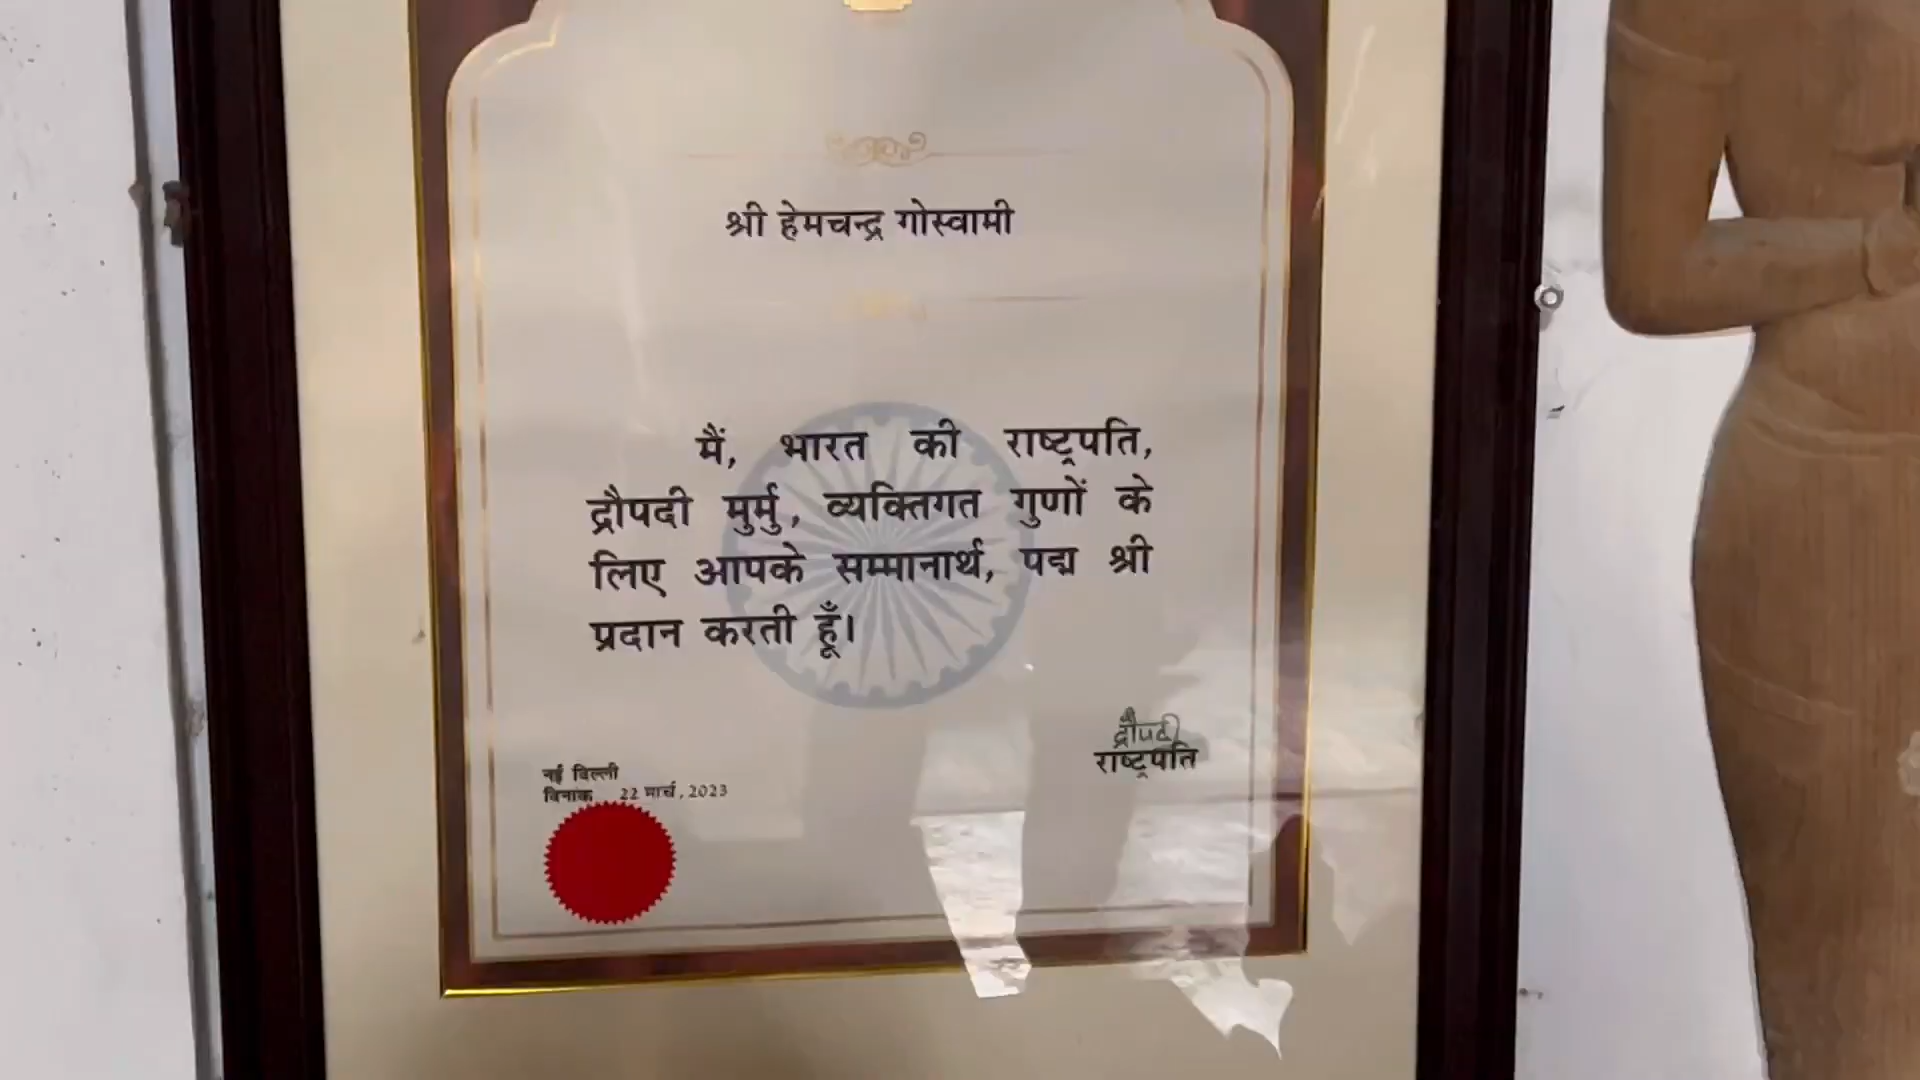 श्री हेमचन्द्र गोस्वामी
मैं, भारत की राष्ट्रपति,
द्रौपदी मुर्मु, व्यक्तिगत गुणों के
लिए आपके सम्मानार्थ, पद्म श्री
प्रदान करती हूँ।
द्रौपदी
राष्ट्रपति
नई दिल्ली
दिनांक 22 मार्च, 2023